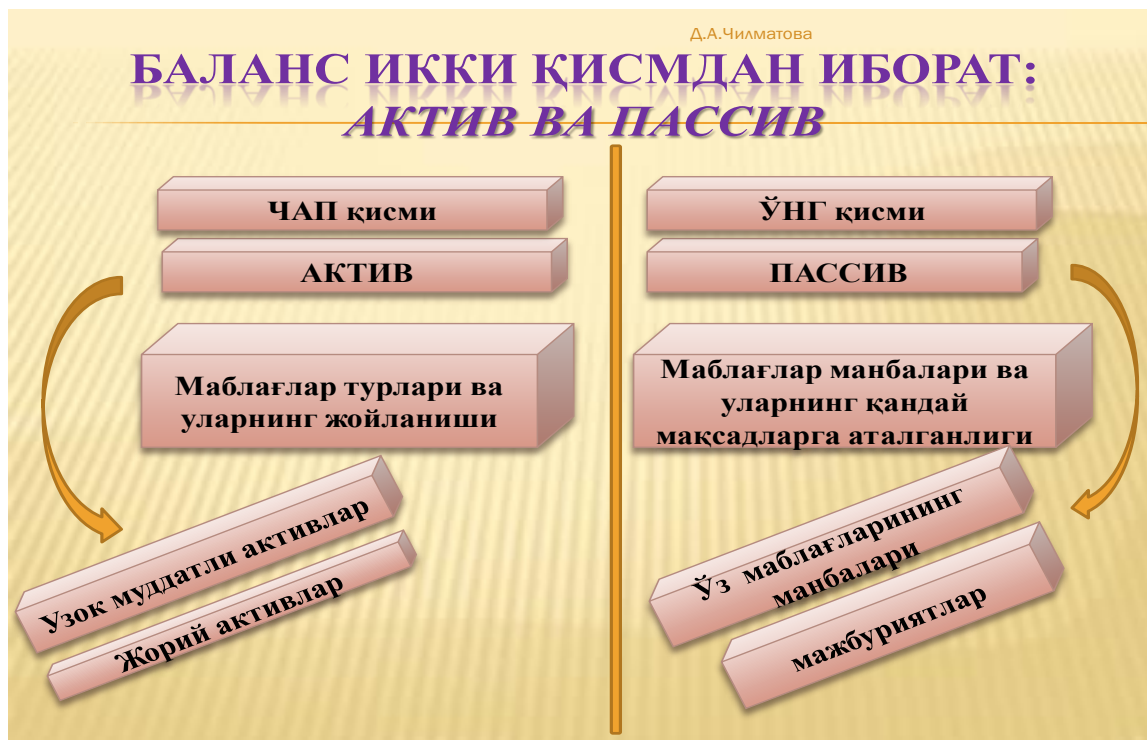 Д.А.Чилматова
БАЛАНС ИККИ ҚИСМДАН ИБОРАТ:
АКТИВ ВА ПАССИВ
ЧАП қисми
АКТИВ
Маблағлар турлари ва
уларнинг жойланиши
Узок муддатли активлар
Жорий активлар
ЎНГ қисми
ПАССИВ
Маблағлар манбалари ва
уларнинг қандай
мақсадларга аталганлиги
Ўз маблағларининг
манбалари
мажбуриятлар